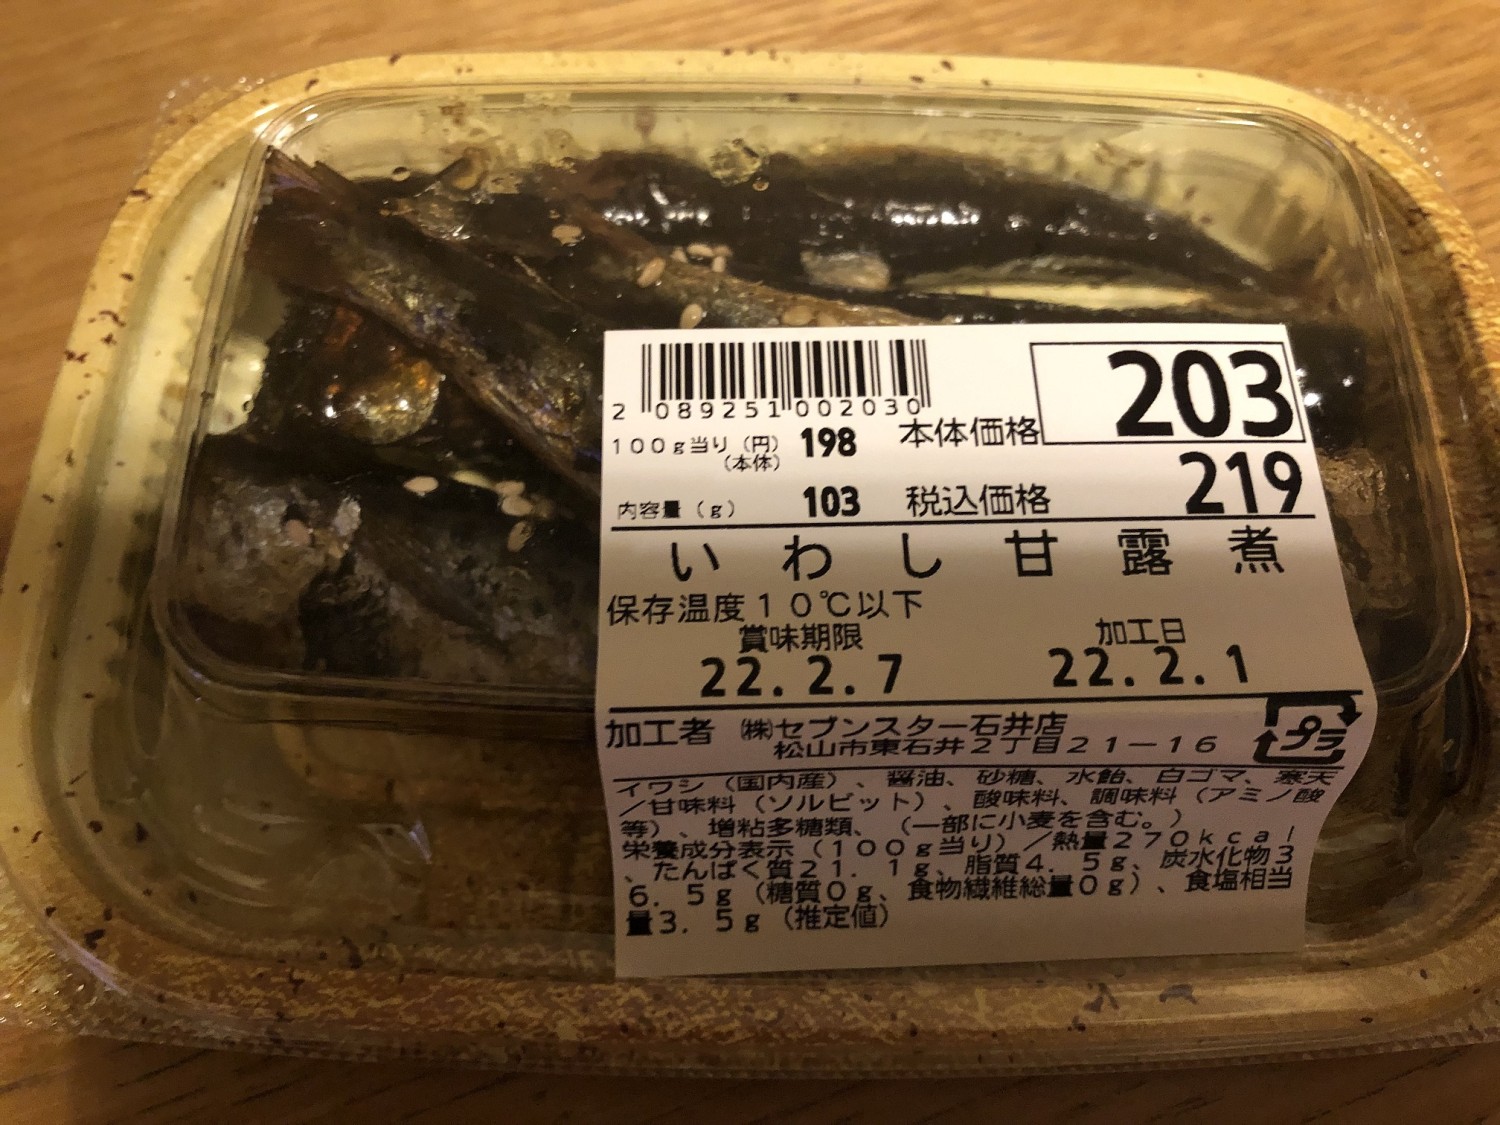 203
2 089251 002030
本体価格
100g当り(円) 198
(本体)
219
内容量(g) 103 税込価格
いわし甘露煮
保存温度10℃以下
賞味期限 加工日
22.2.7 22.2.1
加工者 ㈱セブンスター石井店
松山市東石井2丁目21-16
プラ
イワシ(国内産)、醤油、砂糖、水飴、白ゴマ、寒天
/甘味料(ソルビット)、酸味料、調味料(アミノ酸
等)、増粘多糖類、(一部に小麦を含む。)
栄養成分表示(100g当り)/熱量270kcal
、たんぱく質21.1g、脂質4.5g、炭水化物3
6.5g(糖質0g、食物繊維総量0g)、食塩相当
量3.5g(推定値)